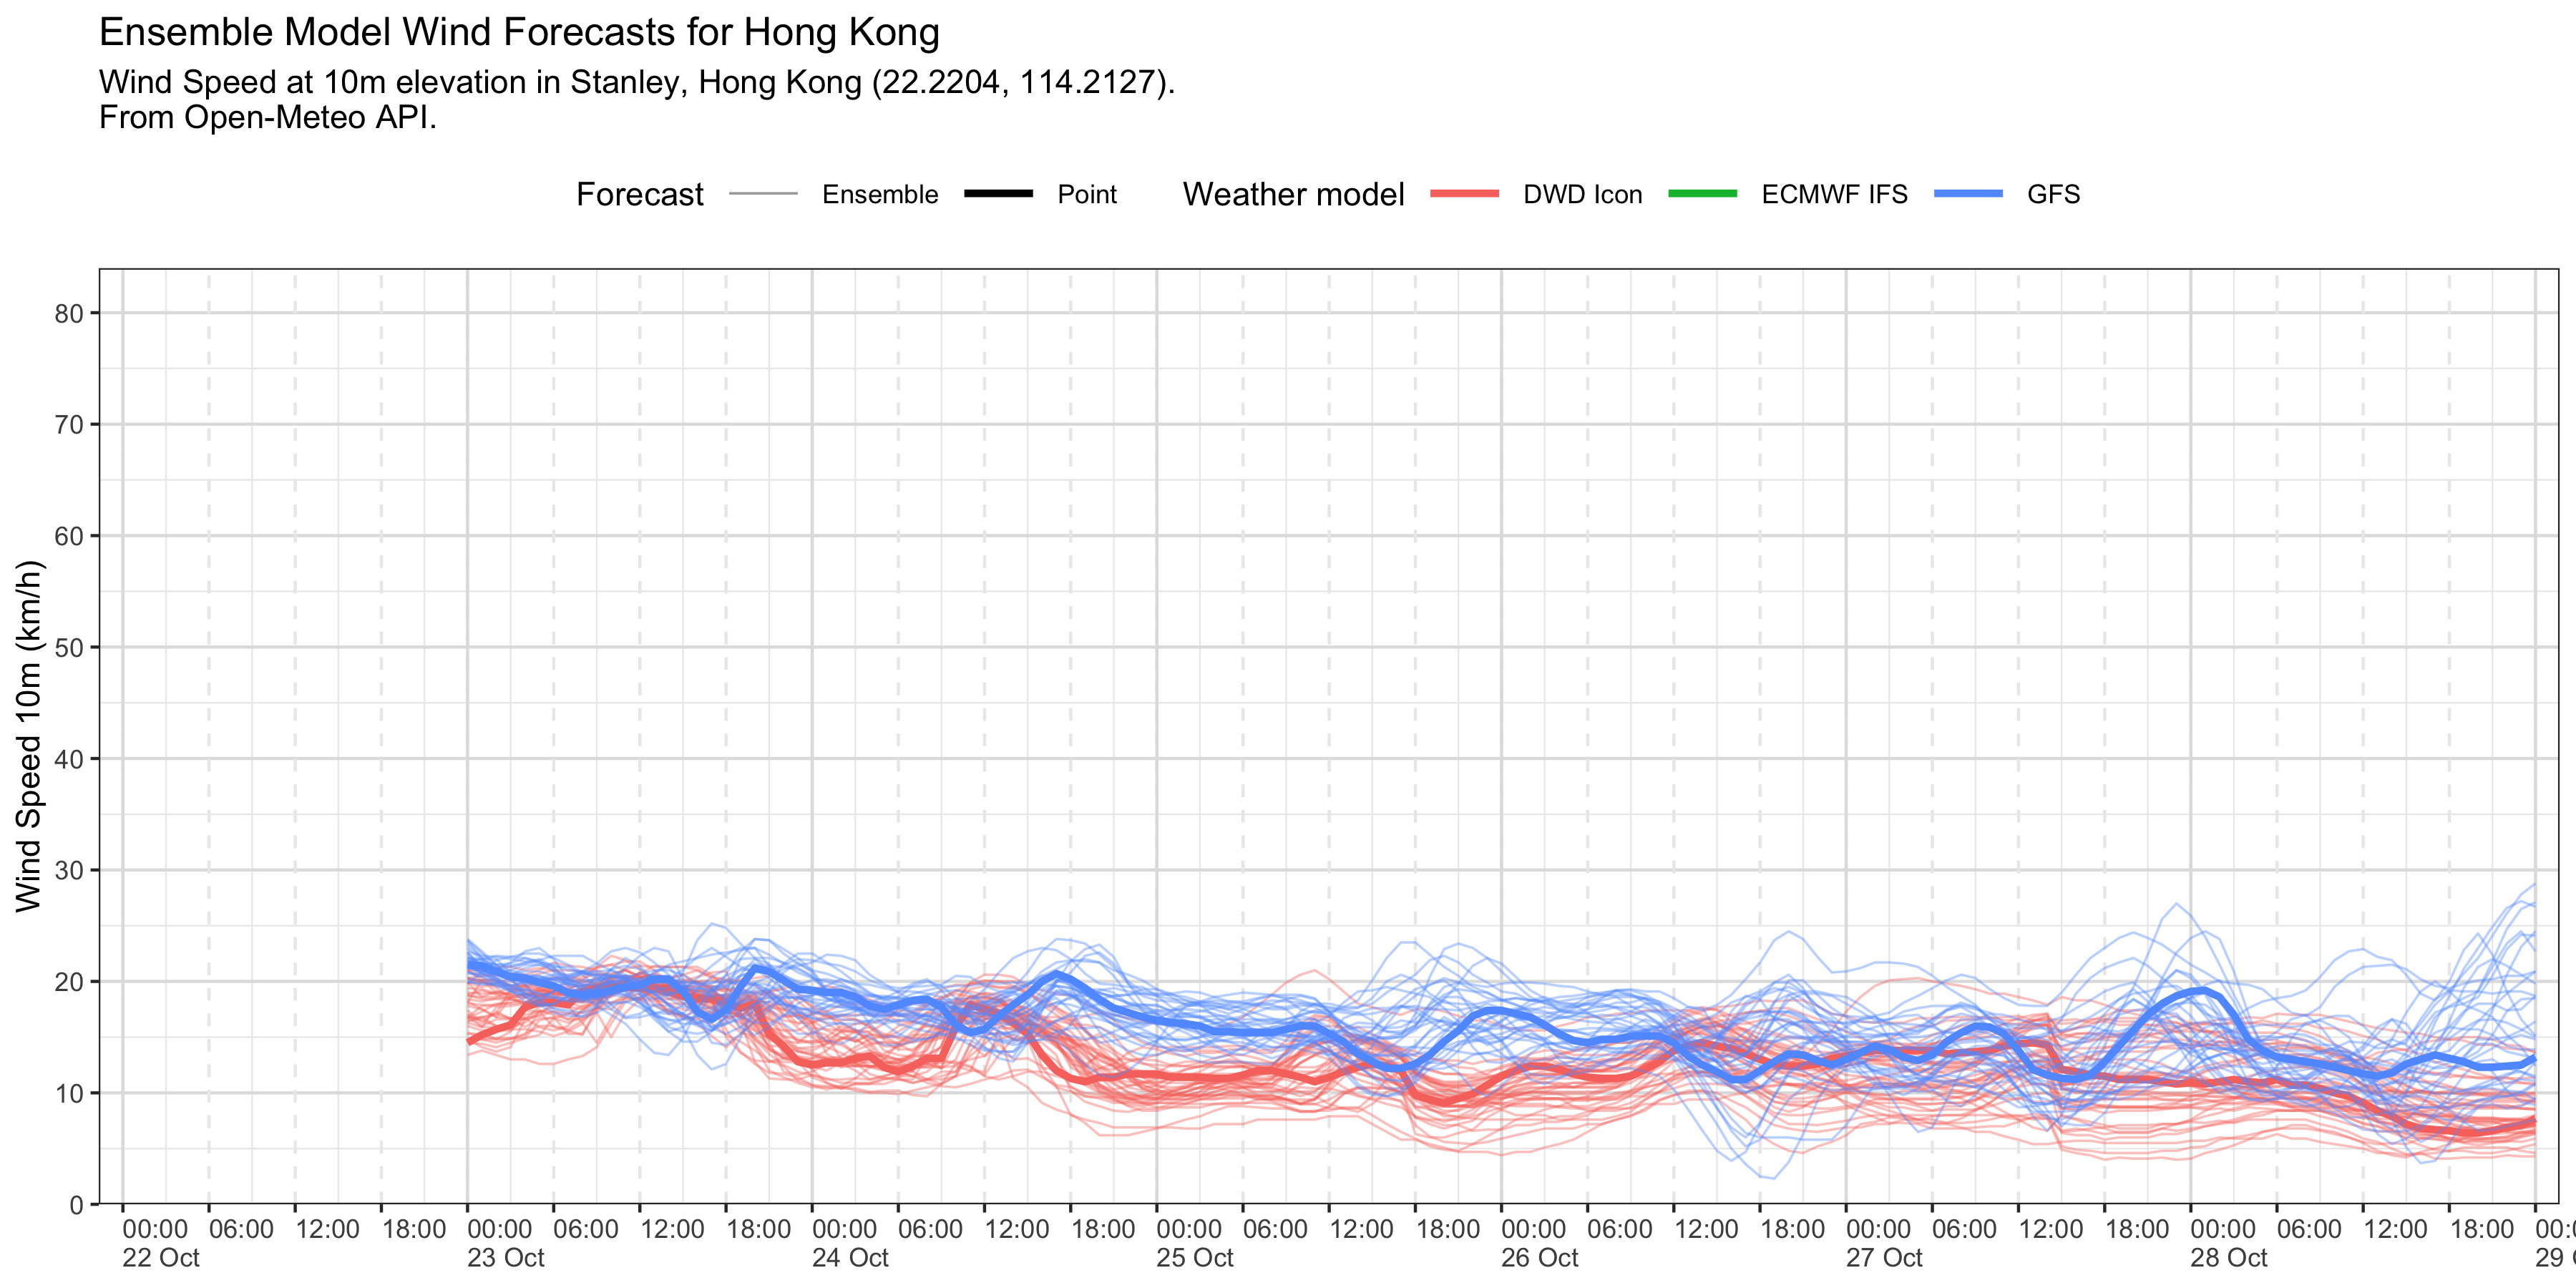 Ensemble Model Wind Forecasts for Hong Kong
Wind Speed at 10m elevation in Stanley, Hong Kong (22.2204, 114.2127).
From Open-Meteo API.
Forecast Ensemble Point Weather model DWD Icon ECMWF IFS GFS
Wind Speed 10m (km/h)
80
70
60
50
40
30
20
10
0
00:00 06:00 12:00 18:00 00:00 06:00 12:00 18:00 00:00 06:00 12:00 18:00 00:00 06:00 12:00 18:00 00:00 06:00 12:00 18:00 00:00 06:00 12:00 18:00 00:00 06:00 12:00 18:00
22 Oct 23 Oct 24 Oct 25 Oct 26 Oct 27 Oct 28 Oct 29